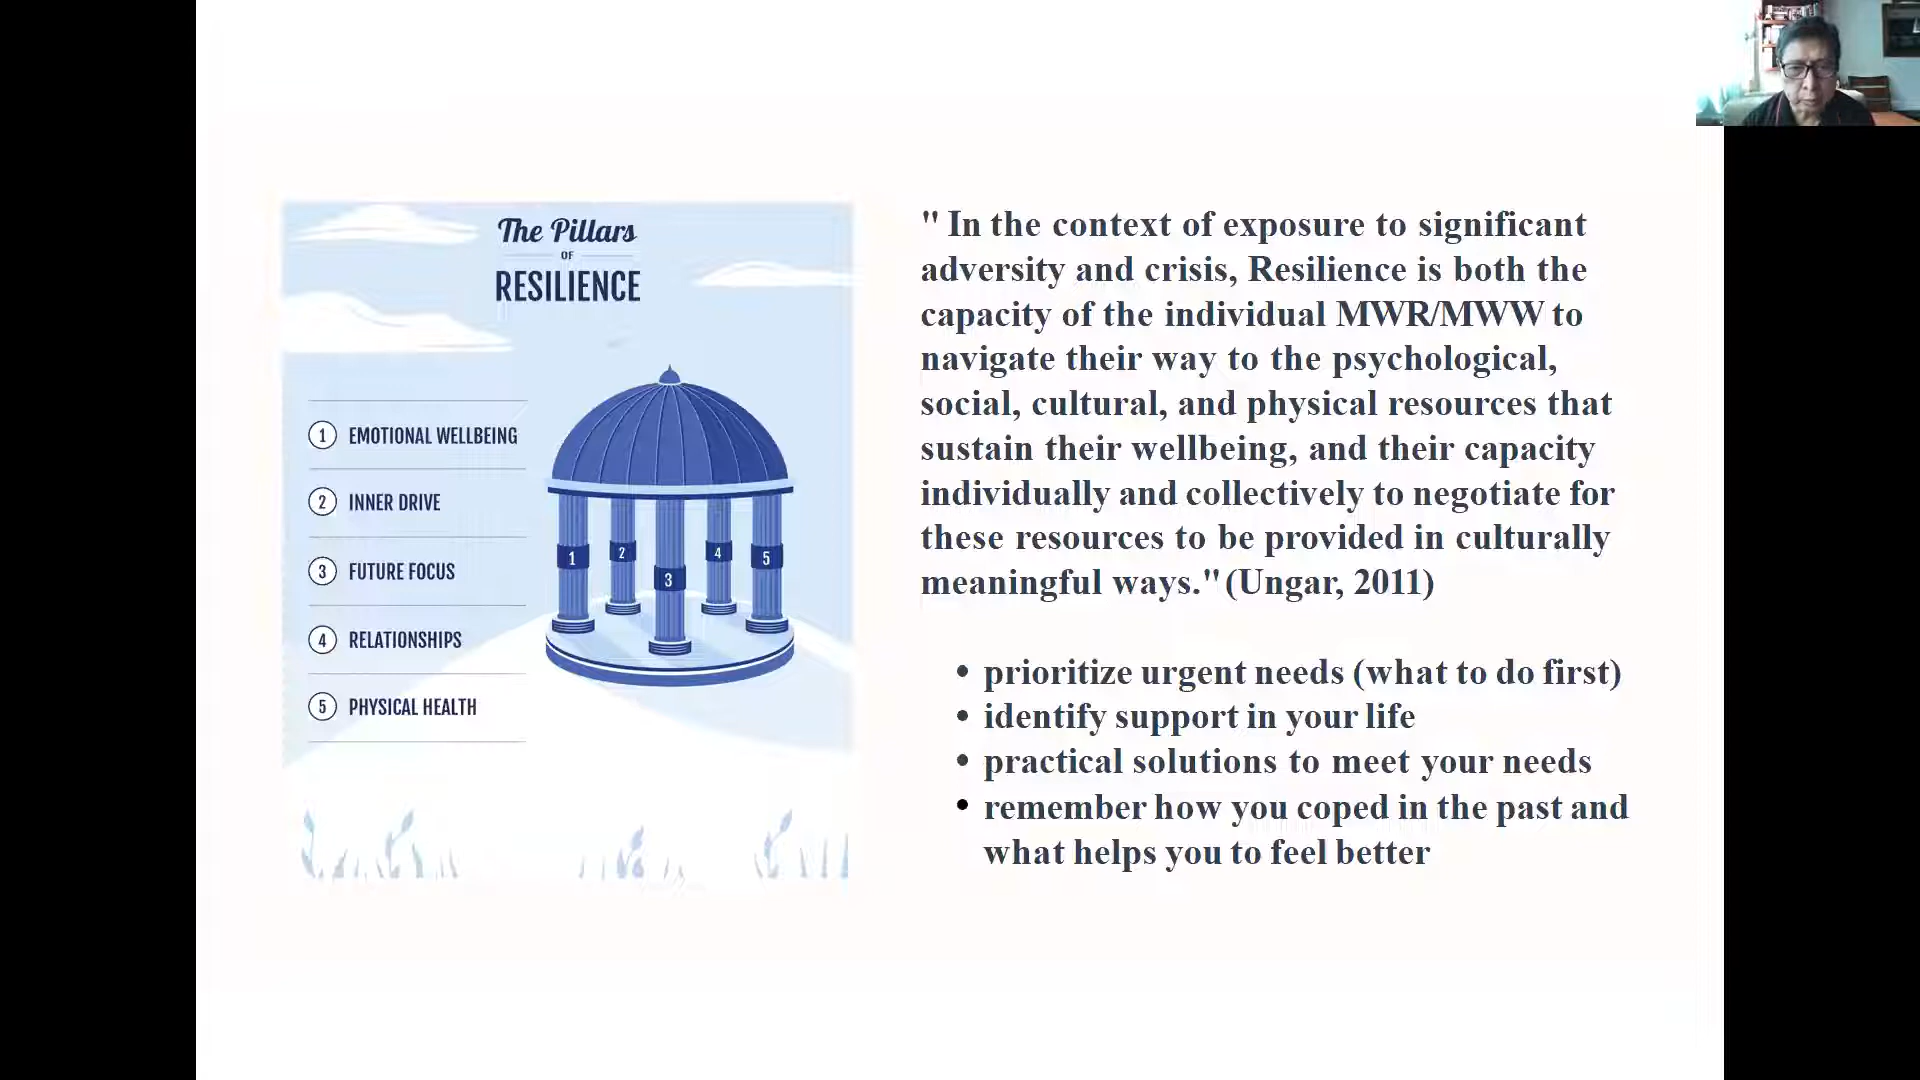 The Pillars
OF
RESILIENCE
1 EMOTIONAL WELLBEING
2 INNER DRIVE
3 FUTURE FOCUS
4 RELATIONSHIPS
5 PHYSICAL HEALTH
1 2 3 4 5
" In the context of exposure to significant
adversity and crisis, Resilience is both the
capacity of the individual MWR/MWW to
navigate their way to the psychological,
social, cultural, and physical resources that
sustain their wellbeing, and their capacity
individually and collectively to negotiate for
these resources to be provided in culturally
meaningful ways." (Ungar, 2011)
• prioritize urgent needs (what to do first)
• identify support in your life
• practical solutions to meet your needs
• remember how you coped in the past and
what helps you to feel better